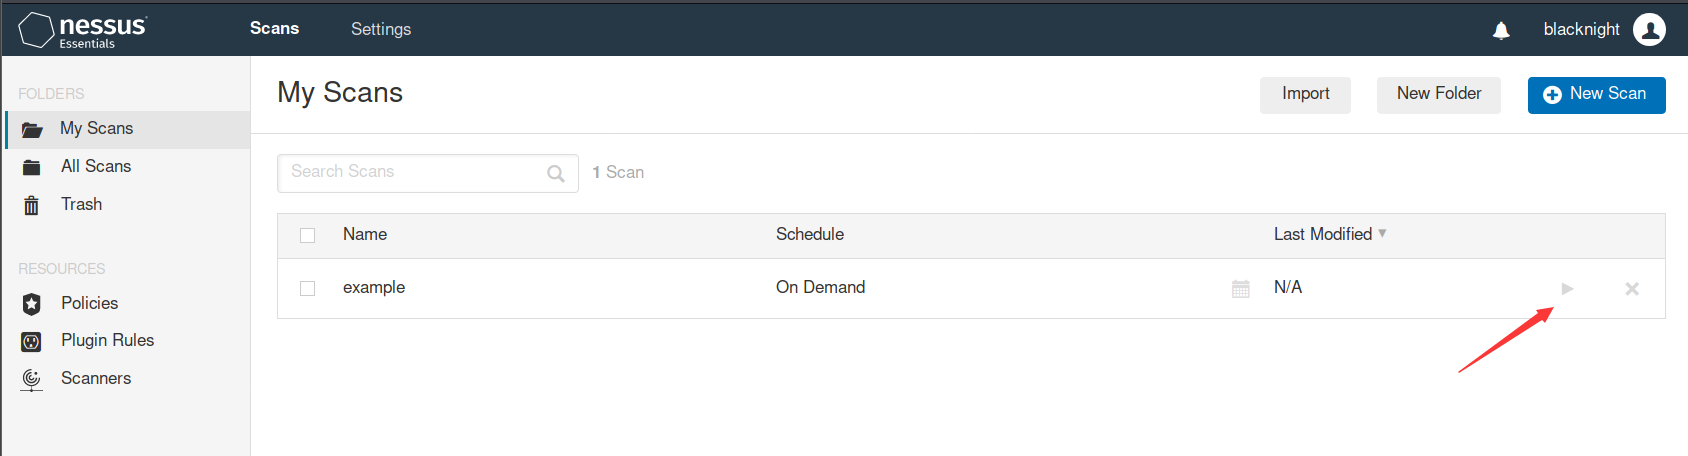 nessus
Essentials
Scans
Settings
blacknight
FOLDERS
My Scans
All Scans
Trash
RESOURCES
Policies
Plugin Rules
Scanners
My Scans
Import
New Folder
New Scan
Search Scans
1 Scan
Name
Schedule
Last Modified
example
On Demand
N/A